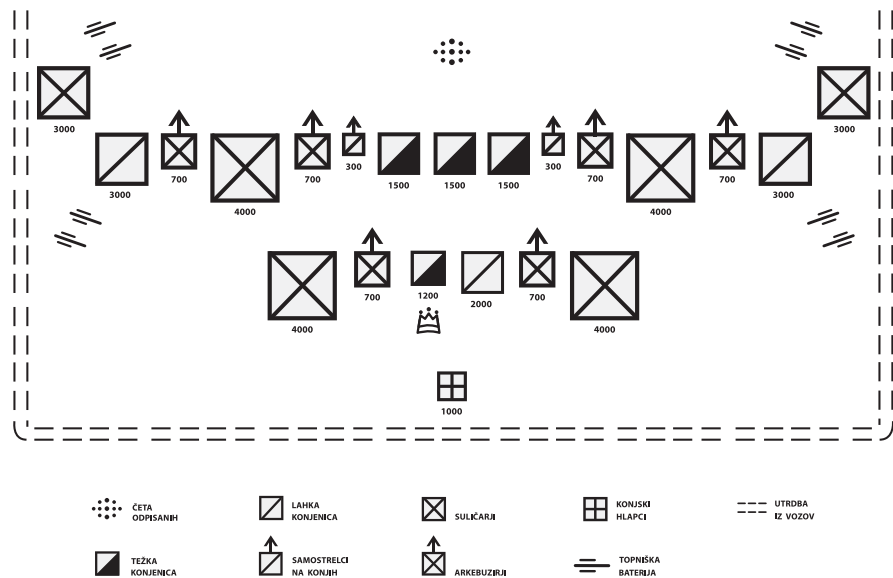 3000
3000
3000
700
4000
700
300
1500
1500
1500
300
700
4000
700
3000
4000
700
1200
2000
700
4000
1000
ČETA
ODPISANIH
LAHKA
KONJENICA
SULIČARJI
KONJSKI
HLAPCI
UTRDBA
IZ VOZOV
TEŽKA
KONJENICA
SAMOSTRELCI
NA KONJIH
ARKEBUZIRJI
TOPNIŠKA
BATERIJA